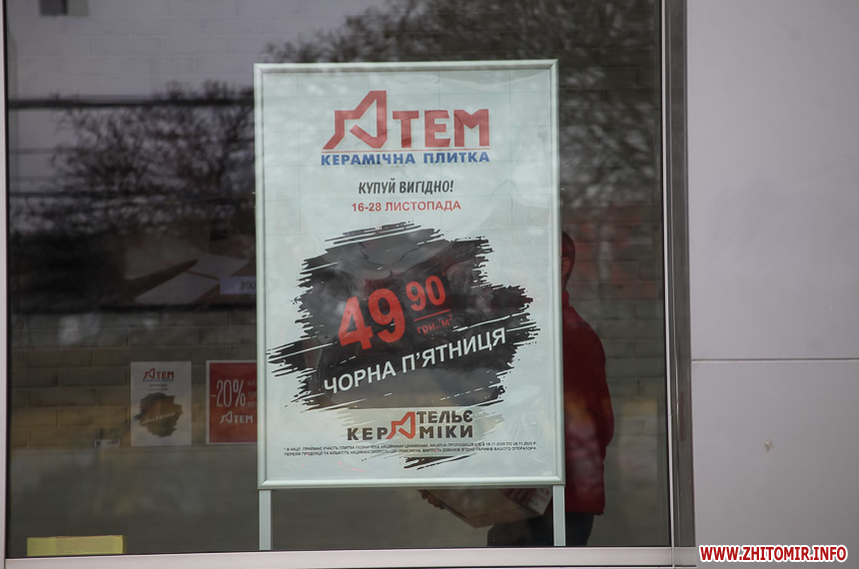 АТЕМ
КЕРАМІЧНА ПЛИТКА
КУПУЙ ВИГІДНО!
16-28 ЛИСТОПАДА
49 90
грн./м²
ЧОРНА П'ЯТНИЦЯ
АТЕЛЬЄ
КЕРАМІКИ
-20%
АТЕМ
АТЕМ
WWW.ZHITOMIR.INFO